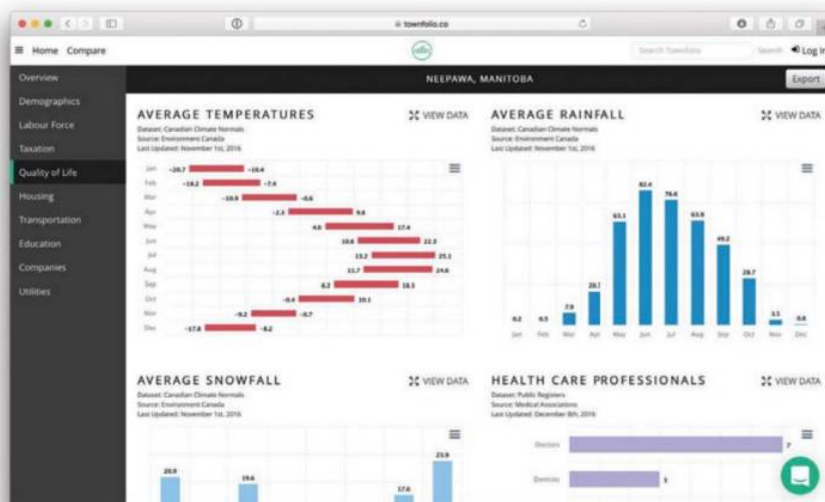 townfolio.co
Home Compare
Search Townfolio
Search
Log In
NEEPAWA, MANITOBA
Export
Overview
Demographics
Labour Force
Taxation
Quality of Life
Housing
Transportation
Education
Companies
Utilities
AVERAGE TEMPERATURES
VIEW DATA
Dataset: Canadian Climate Normals
Source: Environment Canada
Last Updated: November 1st, 2016
Jan -20.7 -10.4
Feb -18.2 -7.4
Mar -10.9 -0.6
Apr -2.3 9.8
May 4.0 17.4
Jun 10.6 22.3
Jul 13.2 25.1
Aug 11.7 24.8
Sep 6.2 18.3
Oct -0.4 10.1
Nov -9.2 -0.7
Dec -17.8 -8.2
AVERAGE RAINFALL
VIEW DATA
Dataset: Canadian Climate Normals
Source: Environment Canada
Last Updated: November 1st, 2016
0.2 0.5 7.9 20.7 63.1 82.4 76.6 63.9 49.2 28.7 3.5 0.8
Jan Feb Mar Apr May Jun Jul Aug Sep Oct Nov Dec
AVERAGE SNOWFALL
VIEW DATA
Dataset: Canadian Climate Normals
Source: Environment Canada
Last Updated: November 1st, 2016
20.9 19.6 17.6 23.9
HEALTH CARE PROFESSIONALS
VIEW DATA
Dataset: Public Registers
Source: Medical Associations
Last Updated: December 8th, 2016
Doctors 7
Dentists 3